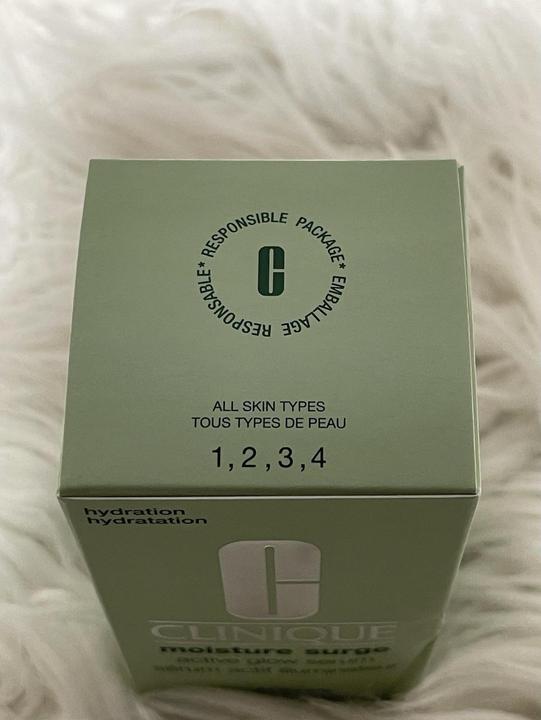 * RESPONSIBLE PACKAGE * EMBALLAGE RESPONSABLE
C
ALL SKIN TYPES
TOUS TYPES DE PEAU
1,2,3,4
hydration
hydratation
C
CLINIQUE
moisture surge
active glow serum
sérum actif illuminateur